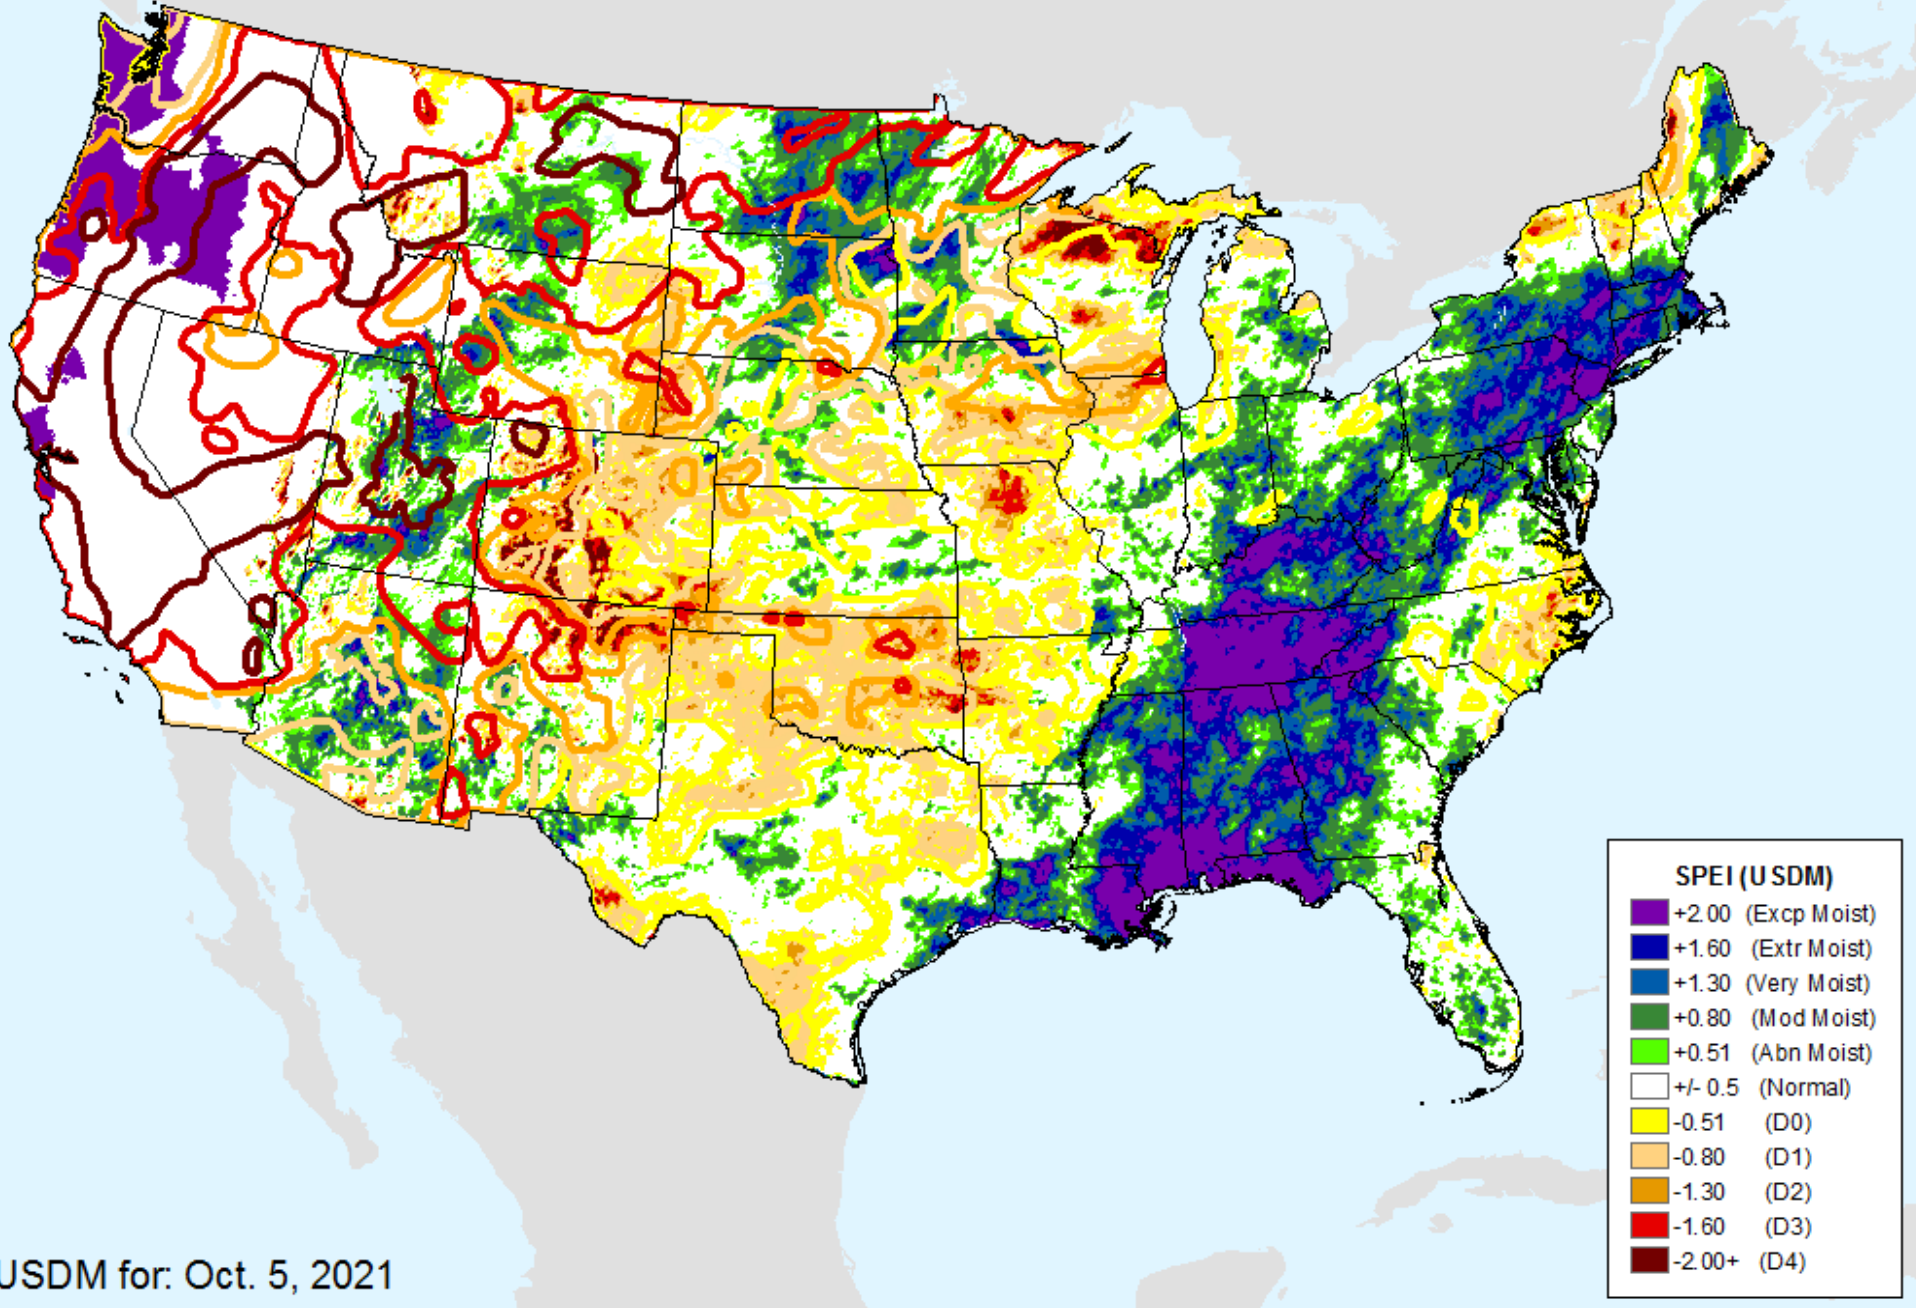 SPEI (USDM)
+2.00 (Excp Moist)
+1.60 (Extr Moist)
+1.30 (Very Moist)
+0.80 (Mod Moist)
+0.51 (Abn Moist)
+/- 0.5 (Normal)
-0.51 (D0)
-0.80 (D1)
-1.30 (D2)
-1.60 (D3)
-2.00+ (D4)
USDM for: Oct. 5, 2021